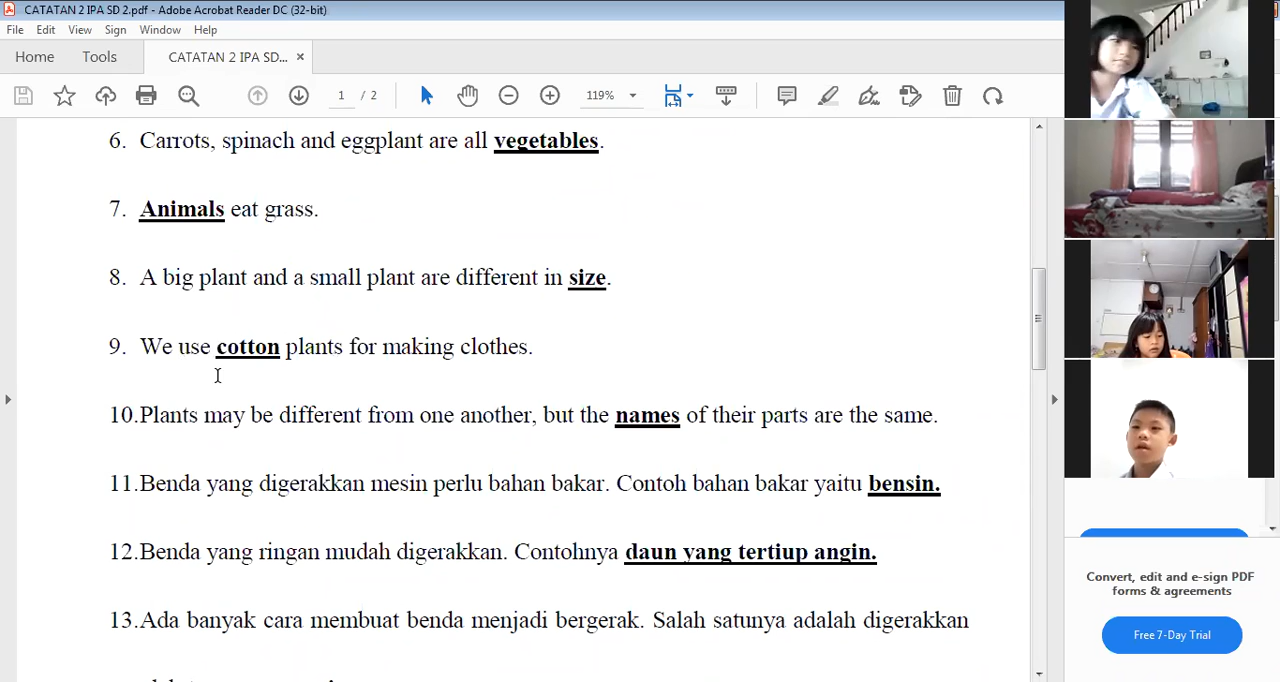 CATATAN 2 IPA SD 2.pdf - Adobe Acrobat Reader DC (32-bit)
File Edit View Sign Window Help
Home Tools CATATAN 2 IPA SD... ×
1 / 2 119%
6. Carrots, spinach and eggplant are all vegetables.
7. Animals eat grass.
8. A big plant and a small plant are different in size.
9. We use cotton plants for making clothes.
10.Plants may be different from one another, but the names of their parts are the same.
11.Benda yang digerakkan mesin perlu bahan bakar. Contoh bahan bakar yaitu bensin.
12.Benda yang ringan mudah digerakkan. Contohnya daun yang tertiup angin.
13.Ada banyak cara membuat benda menjadi bergerak. Salah satunya adalah digerakkan
Convert, edit and e-sign PDF
forms & agreements
Free 7-Day Trial